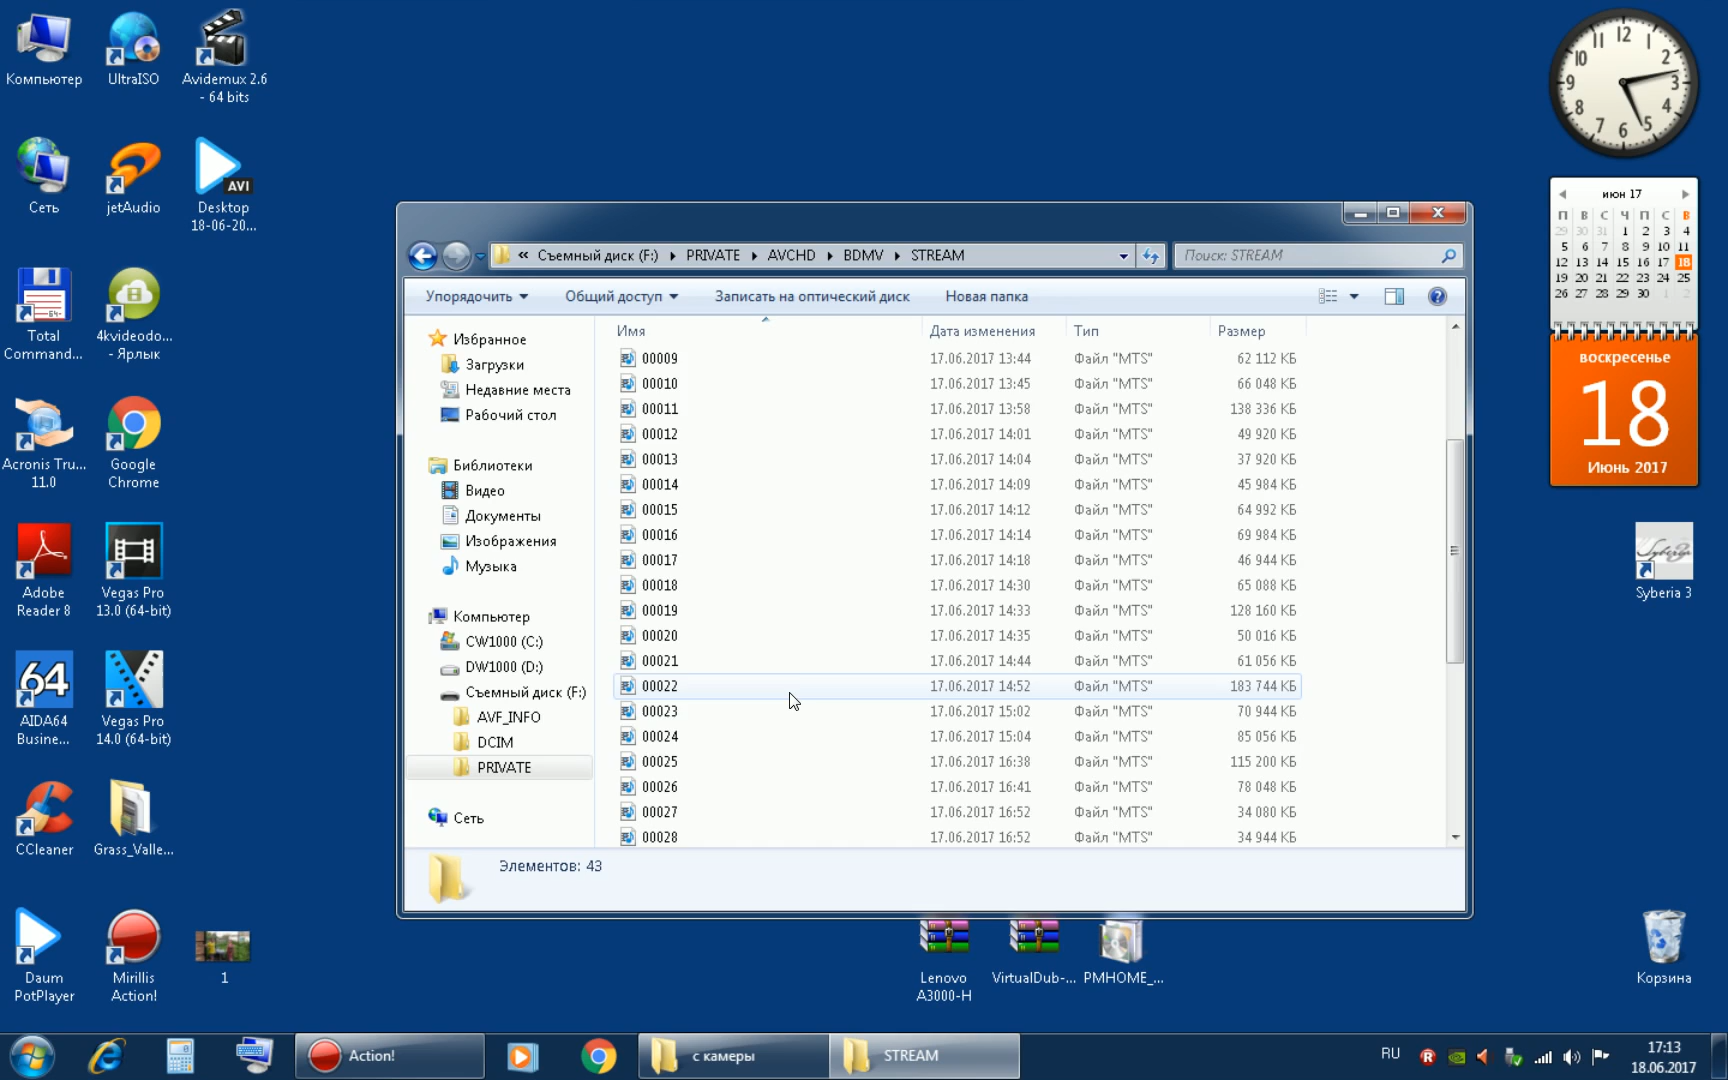 Компьютер
UltraISO
Avidemux 2.6
- 64 bits
Сеть
jetAudio
AVI
Desktop
18-06-20...
64
Total
Command...
4kvideodo...
- Ярлык
Acronis Tru...
11.0
Google
Chrome
Adobe
Reader 8
Vegas Pro
13.0 (64-bit)
64
AIDA64
Busine...
Vegas Pro
14.0 (64-bit)
CCleaner
Grass_Valle...
Daum
PotPlayer
Mirillis
Action!
1
« Съемный диск (F:) ▸ PRIVATE ▸ AVCHD ▸ BDMV ▸ STREAM
Поиск: STREAM
Упорядочить Общий доступ Записать на оптический диск Новая папка
Избранное
Загрузки
Недавние места
Рабочий стол
Библиотеки
Видео
Документы
Изображения
Музыка
Компьютер
CW1000 (C:)
DW1000 (D:)
Съемный диск (F:)
AVF_INFO
DCIM
PRIVATE
Сеть
Имя Дата изменения Тип Размер
00009 17.06.2017 13:44 Файл "MTS" 62 112 КБ
00010 17.06.2017 13:45 Файл "MTS" 66 048 КБ
00011 17.06.2017 13:58 Файл "MTS" 138 336 КБ
00012 17.06.2017 14:01 Файл "MTS" 49 920 КБ
00013 17.06.2017 14:04 Файл "MTS" 37 920 КБ
00014 17.06.2017 14:09 Файл "MTS" 45 984 КБ
00015 17.06.2017 14:12 Файл "MTS" 64 992 КБ
00016 17.06.2017 14:14 Файл "MTS" 69 984 КБ
00017 17.06.2017 14:18 Файл "MTS" 46 944 КБ
00018 17.06.2017 14:30 Файл "MTS" 65 088 КБ
00019 17.06.2017 14:33 Файл "MTS" 128 160 КБ
00020 17.06.2017 14:35 Файл "MTS" 50 016 КБ
00021 17.06.2017 14:44 Файл "MTS" 61 056 КБ
00022 17.06.2017 14:52 Файл "MTS" 183 744 КБ
00023 17.06.2017 15:02 Файл "MTS" 70 944 КБ
00024 17.06.2017 15:04 Файл "MTS" 85 056 КБ
00025 17.06.2017 16:38 Файл "MTS" 115 200 КБ
00026 17.06.2017 16:41 Файл "MTS" 78 048 КБ
00027 17.06.2017 16:52 Файл "MTS" 34 080 КБ
00028 17.06.2017 16:52 Файл "MTS" 34 944 КБ
Элементов: 43
12 1 2 3 4 5 6 7 8 9 10 11
июн 17
П В С Ч П С В
29 30 31 1 2 3 4
5 6 7 8 9 10 11
12 13 14 15 16 17 18
19 20 21 22 23 24 25
26 27 28 29 30 1 2
воскресенье
18
Июнь 2017
Syberia
Syberia 3
Lenovo
A3000-H
VirtualDub-...
PMHOME_...
Корзина
Action!
с камеры
STREAM
RU
R
17:13
18.06.2017